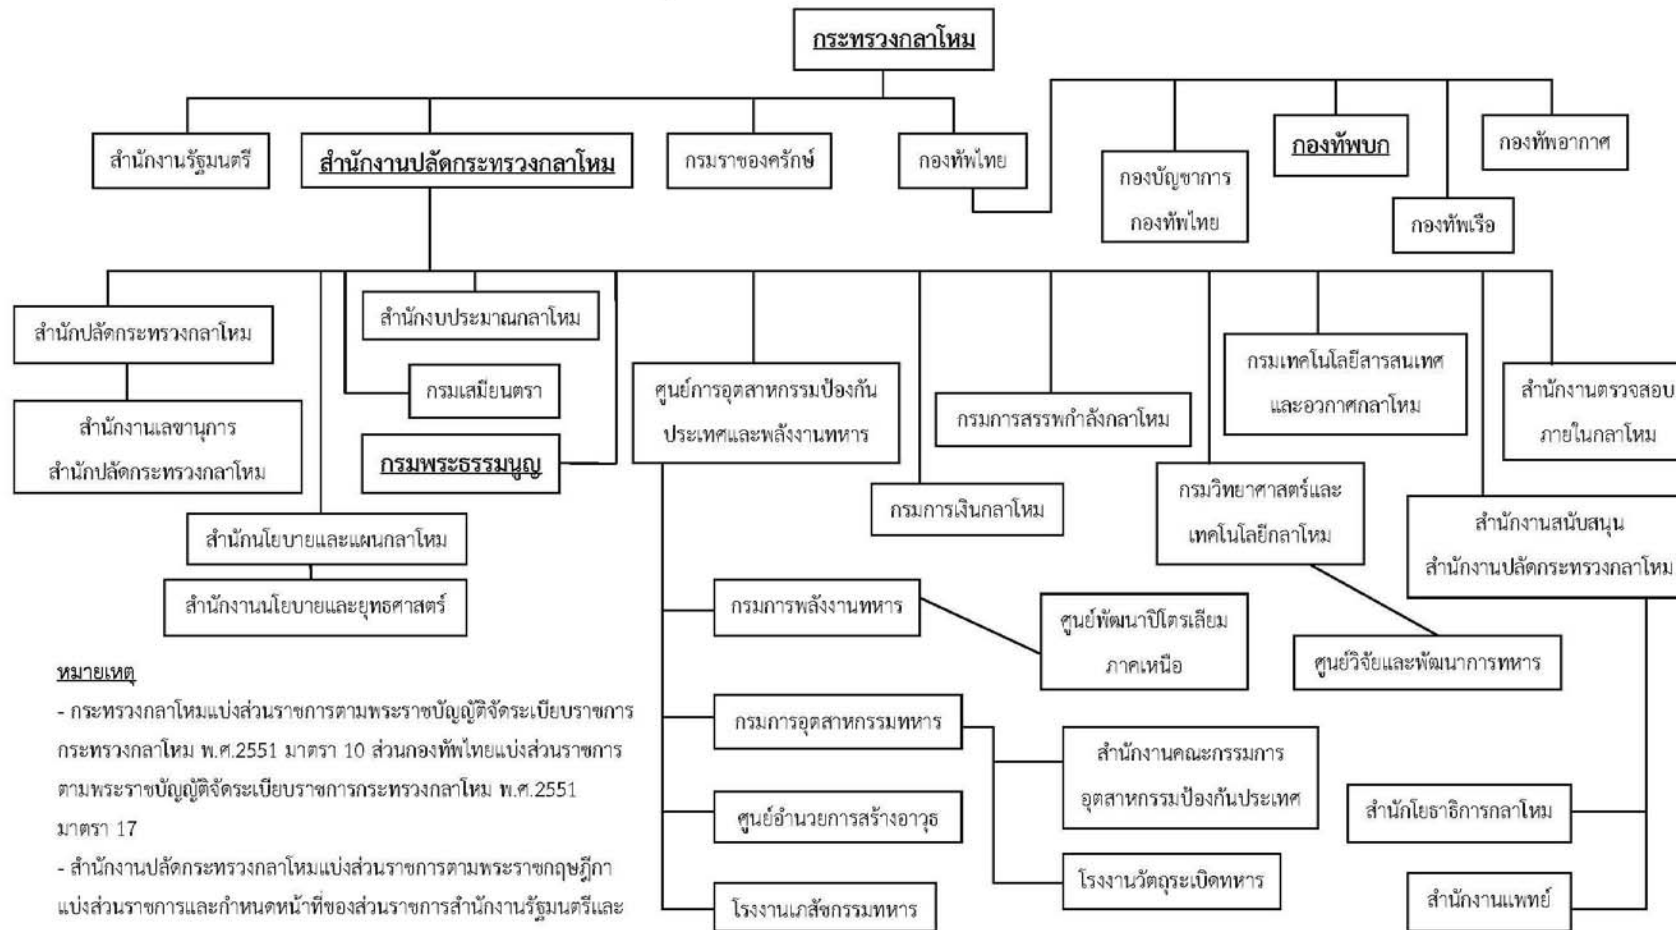 กระทรวงกลาโหม
สำนักงานรัฐมนตรี
สำนักงานปลัดกระทรวงกลาโหม
กรมราชองครักษ์
กองทัพไทย
กองบัญชาการ
กองทัพไทย
กองทัพบก
กองทัพเรือ
กองทัพอากาศ
สำนักปลัดกระทรวงกลาโหม
สำนักงานเลขานุการ
สำนักปลัดกระทรวงกลาโหม
สำนักนโยบายและแผนกลาโหม
สำนักงานนโยบายและยุทธศาสตร์
สำนักงบประมาณกลาโหม
กรมเสมียนตรา
กรมพระธรรมนูญ
ศูนย์การอุตสาหกรรมป้องกัน
ประเทศและพลังงานทหาร
กรมการเงินกลาโหม
กรมการสรรพกำลังกลาโหม
กรมวิทยาศาสตร์และ
เทคโนโลยีกลาโหม
กรมเทคโนโลยีสารสนเทศ
และอวกาศกลาโหม
สำนักงานสนับสนุน
สำนักงานปลัดกระทรวงกลาโหม
สำนักงานตรวจสอบ
ภายในกลาโหม
กรมการพลังงานทหาร
ศูนย์พัฒนาปิโตรเลียม
ภาคเหนือ
ศูนย์วิจัยและพัฒนาการทหาร
กรมการอุตสาหกรรมทหาร
สำนักงานคณะกรรมการ
อุตสาหกรรมป้องกันประเทศ
โรงงานวัตถุระเบิดทหาร
ศูนย์อำนวยการสร้างอาวุธ
โรงงานเภสัชกรรมทหาร
สำนักโยธาธิการกลาโหม
สำนักงานแพทย์
หมายเหตุ
- กระทรวงกลาโหมแบ่งส่วนราชการตามพระราชบัญญัติจัดระเบียบราชการ
กระทรวงกลาโหม พ.ศ.2551 มาตรา 10 ส่วนกองทัพไทยแบ่งส่วนราชการ
ตามพระราชบัญญัติจัดระเบียบราชการกระทรวงกลาโหม พ.ศ.2551
มาตรา 17
- สำนักงานปลัดกระทรวงกลาโหมแบ่งส่วนราชการตามพระราชกฤษฎีกา
แบ่งส่วนราชการและกำหนดหน้าที่ของส่วนราชการสำนักงานรัฐมนตรีและ